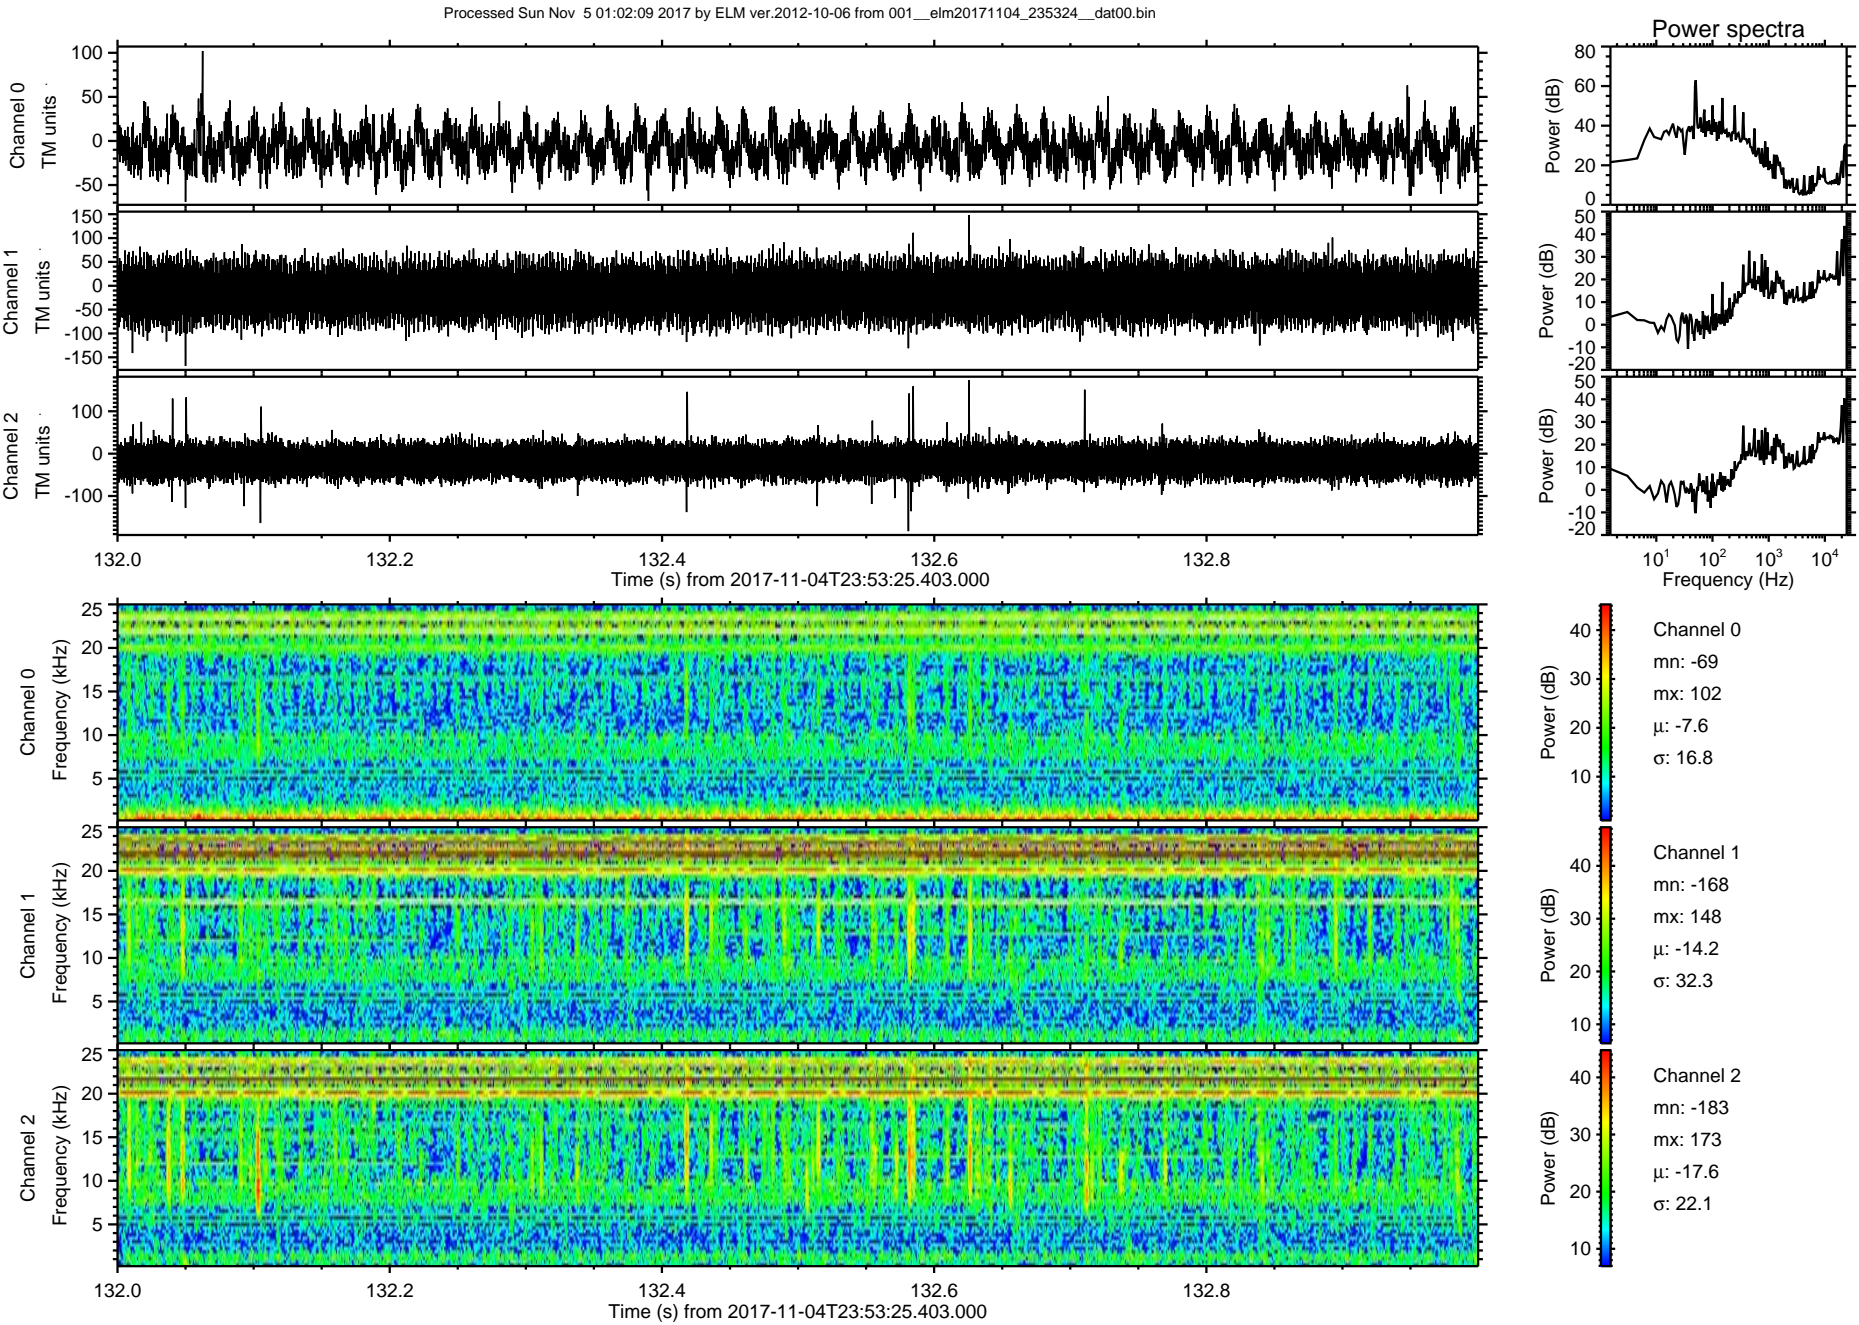 Processed Sun Nov  5 01:02:09 2017 by ELM ver.2012-10-06 from 001__elm20171104_235324__dat00.bin
Power spectra
Channel 0
TM units
100
50
0
-50
Power (dB)
80
60
40
20
0
Channel 1
TM units
150
100
50
0
-50
-100
-150
Power (dB)
50
40
30
20
10
0
-10
-20
Channel 2
TM units
100
0
-100
Power (dB)
50
40
30
20
10
0
-10
-20
132.0 132.2 132.4 132.6 132.8
Time (s) from 2017-11-04T23:53:25.403.000
10¹ 10² 10³ 10⁴
Frequency (Hz)
Channel 0
Frequency (kHz)
25
20
15
10
5
Power (dB)
40
30
20
10
Channel 0
mn: -69
mx: 102
μ: -7.6
σ: 16.8
Channel 1
Frequency (kHz)
25
20
15
10
5
Power (dB)
40
30
20
10
Channel 1
mn: -168
mx: 148
μ: -14.2
σ: 32.3
Channel 2
Frequency (kHz)
25
20
15
10
5
Power (dB)
40
30
20
10
Channel 2
mn: -183
mx: 173
μ: -17.6
σ: 22.1
132.0 132.2 132.4 132.6 132.8
Time (s) from 2017-11-04T23:53:25.403.000